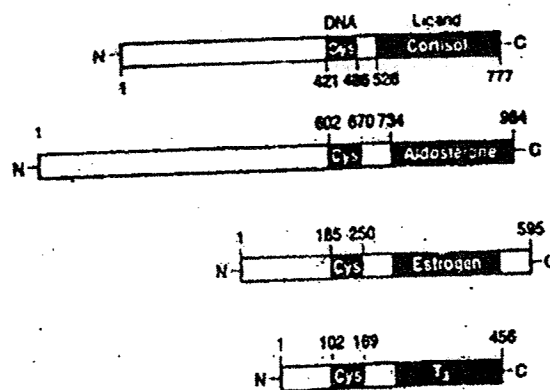 DNA Ligand
N Cys Cortisol C
1 421 486 526 777
1 602 670 734 984
N Cys Aldosterone C
1 185 250 595
N Cys Estrogen C
1 102 169 456
N Cys T3 C